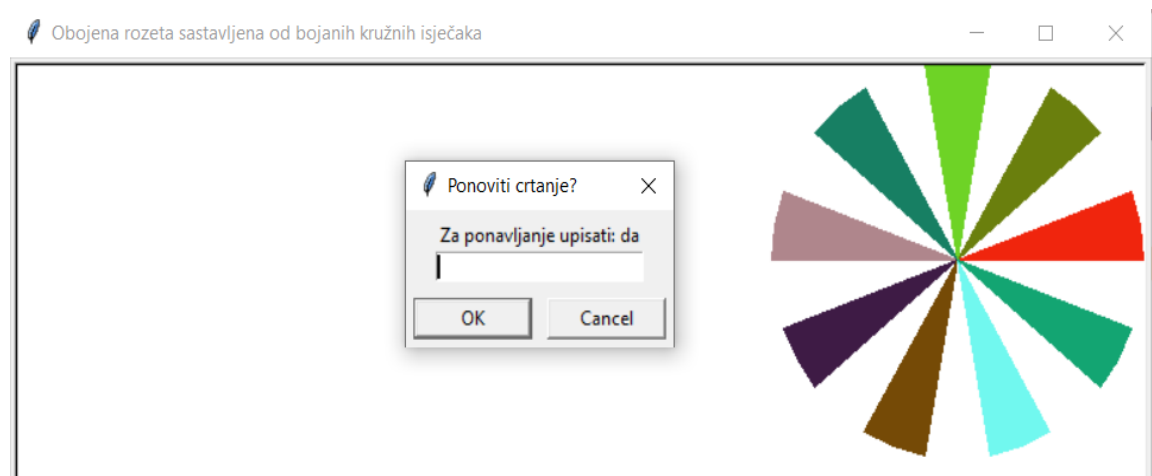 Obojena rozeta sastavljena od bojanih kružnih isječaka
Ponoviti crtanje?
Za ponavljanje upisati: da
OK
Cancel